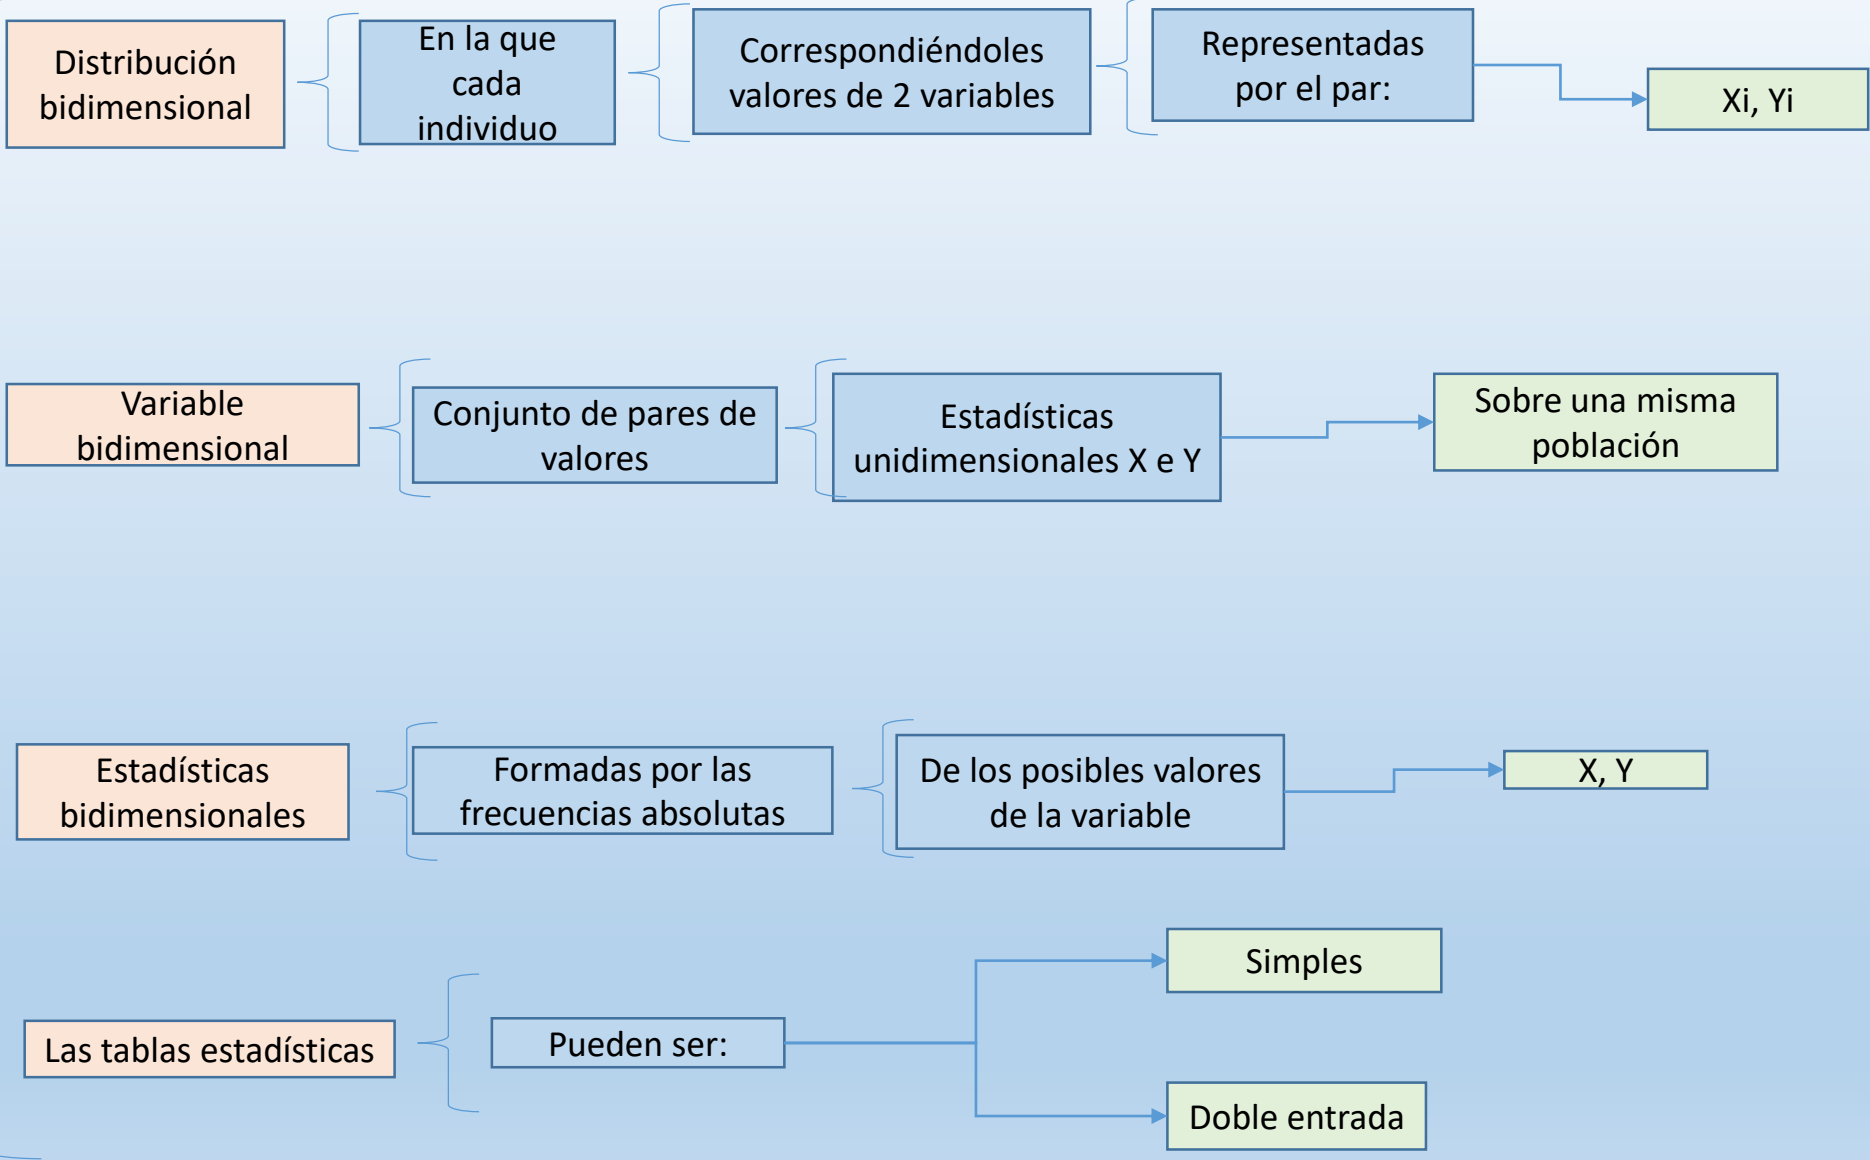 Distribución
bidimensional
En la que
cada
individuo
Correspondiéndoles
valores de 2 variables
Representadas
por el par:
Xi, Yi
Variable
bidimensional
Conjunto de pares de
valores
Estadísticas
unidimensionales X e Y
Sobre una misma
población
Estadísticas
bidimensionales
Formadas por las
frecuencias absolutas
De los posibles valores
de la variable
X, Y
Las tablas estadísticas
Pueden ser:
Simples
Doble entrada